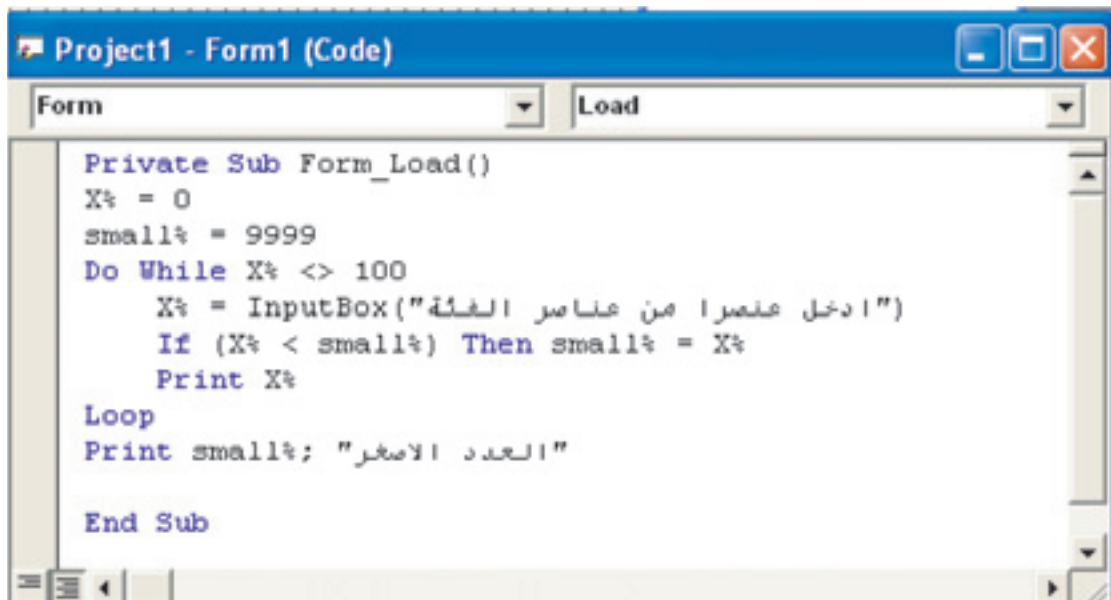 Project1 - Form1 (Code)
Form
Load
Private Sub Form_Load()
X% = 0
small% = 9999
Do While X% <> 100
X% = InputBox("ادخل عنصرا من عناصر الفئة")
If (X% < small%) Then small% = X%
Print X%
Loop
Print small%; "العدد الاصغر"
End Sub